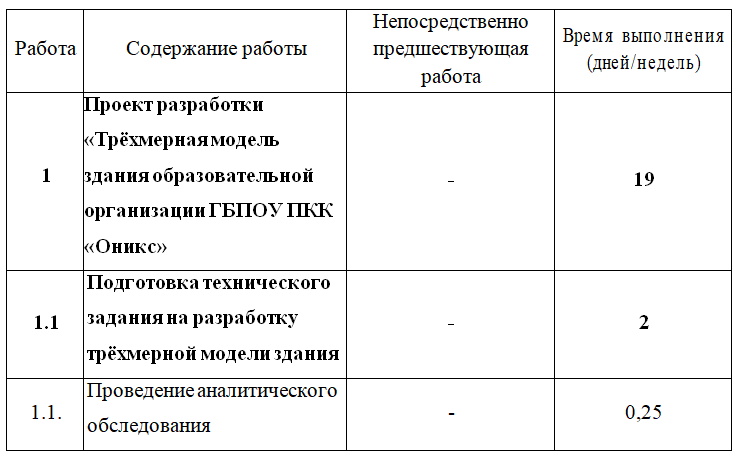 Работа Содержание работы Непосредственно предшествующая работа Время выполнения (дней/недель)
1 Проект разработки «Трёхмерная модель здания образовательной организации ГБПОУ ПКК «Оникс» - 19
1.1 Подготовка технического задания на разработку трёхмерной модели здания - 2
1.1. Проведение аналитического обследования - 0,25